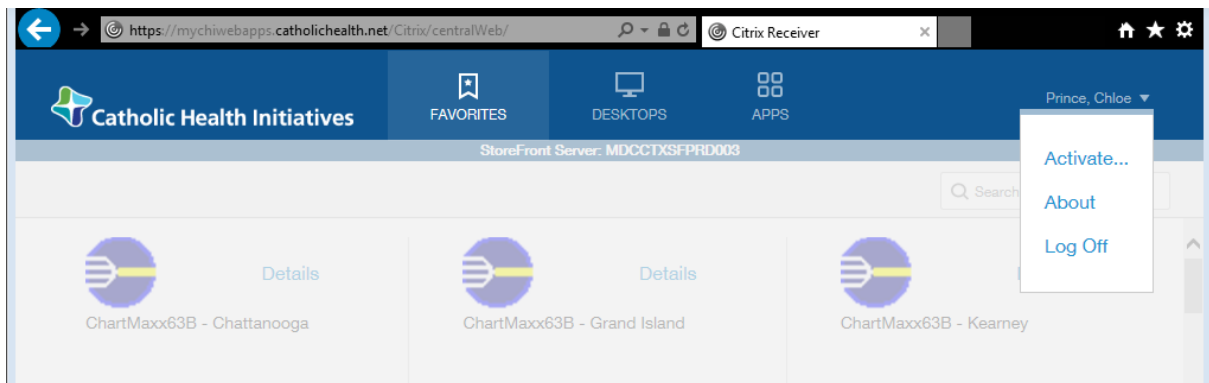 https://mychiwebapps.catholichealth.net/Citrix/centralWeb/
Citrix Receiver
Catholic Health Initiatives
FAVORITES
DESKTOPS
APPS
Prince, Chloe
StoreFront Server: MDCCTXSFPRD003
Search
Activate...
About
Log Off
Details
Details
ChartMaxx63B - Chattanooga
ChartMaxx63B - Grand Island
ChartMaxx63B - Kearney